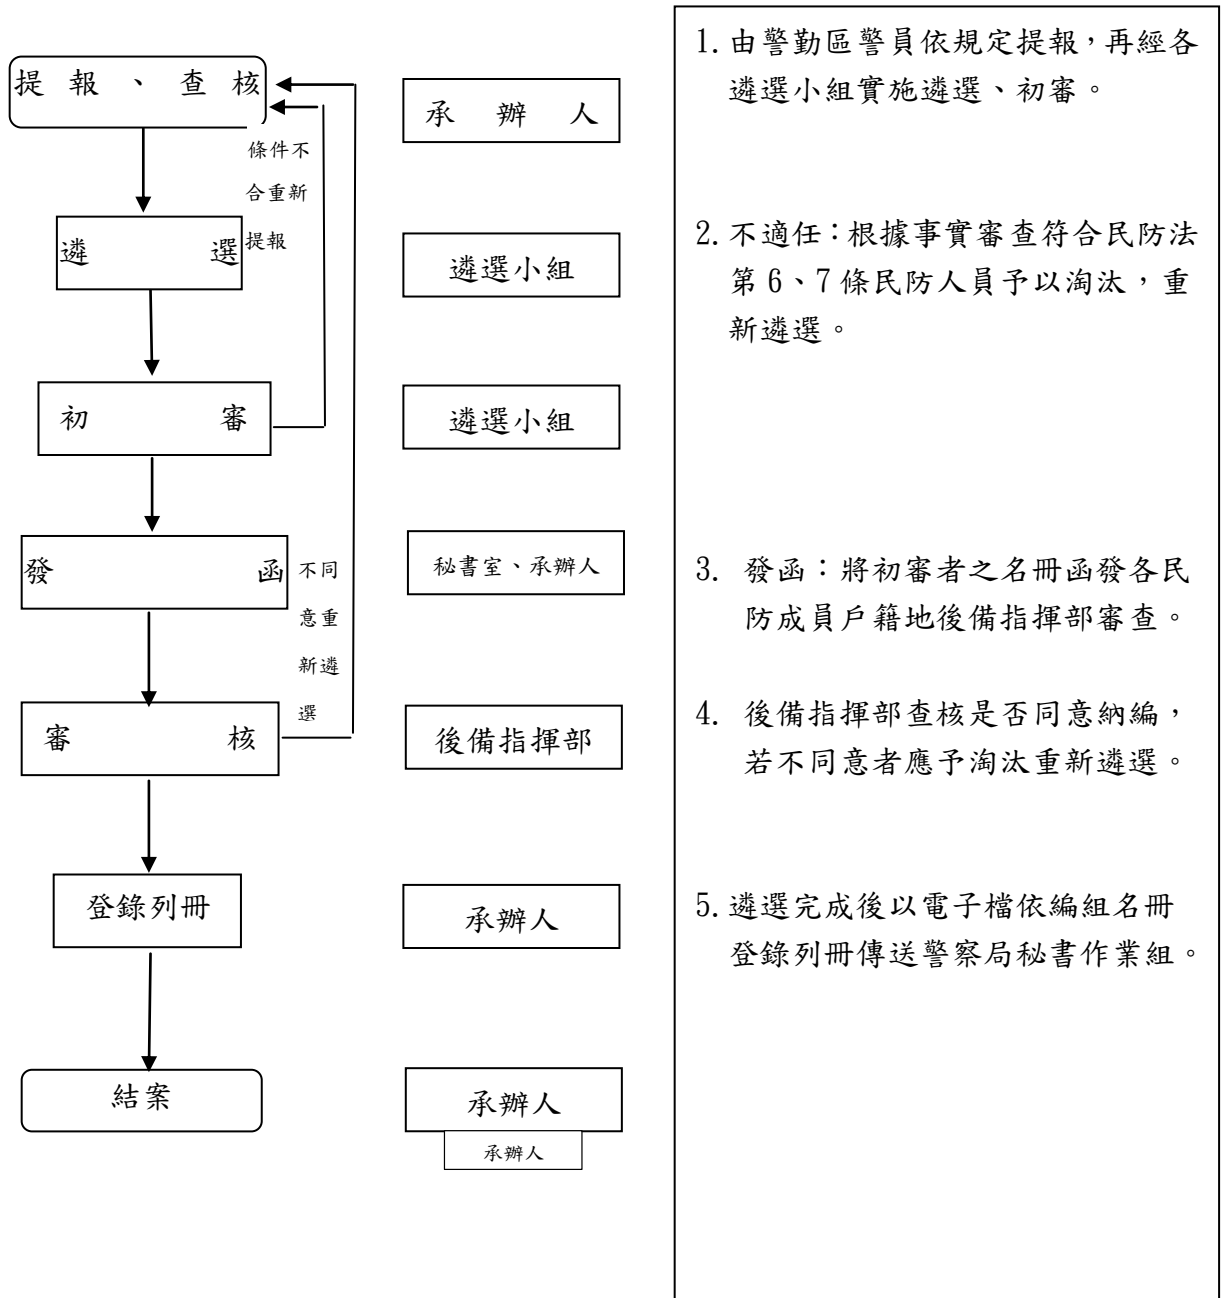 提報、查核
條件不
合重新
提報
遴選
初審
發函
不同
意重
新遴
選
審核
登錄列冊
結案
承辦人
遴選小組
遴選小組
秘書室、承辦人
後備指揮部
承辦人
承辦人
承辦人
1. 由警勤區警員依規定提報，再經各
遴選小組實施遴選、初審。
2. 不適任：根據事實審查符合民防法
第 6、7 條民防人員予以淘汰，重
新遴選。
3. 發函：將初審者之名冊函發各民
防成員戶籍地後備指揮部審查。
4. 後備指揮部查核是否同意納編，
若不同意者應予淘汰重新遴選。
5. 遴選完成後以電子檔依編組名冊
登錄列冊傳送警察局秘書作業組。